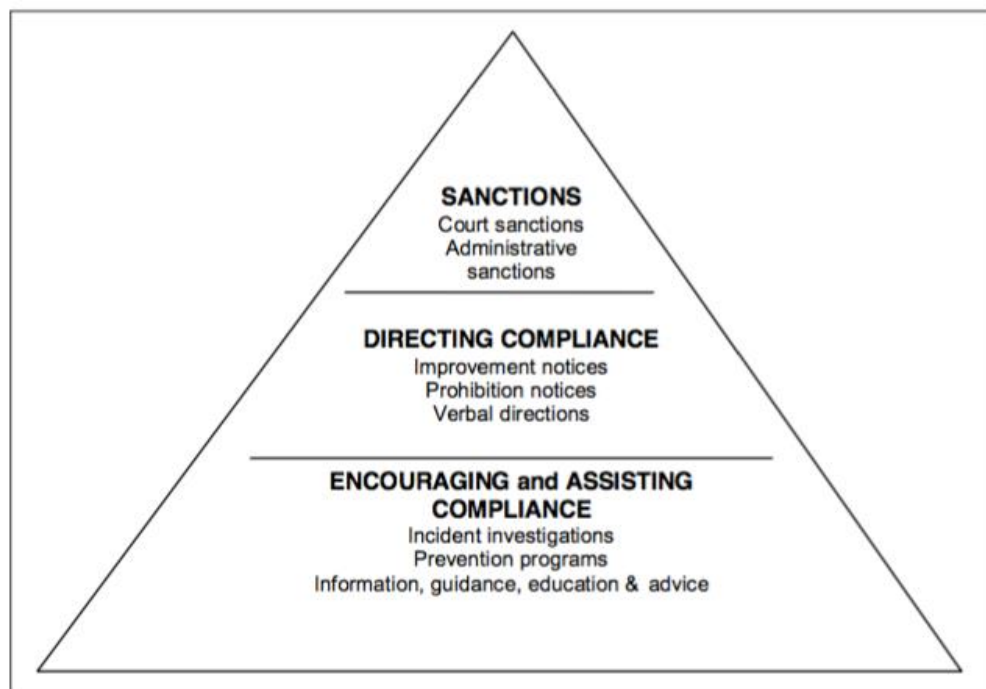 SANCTIONS
Court sanctions
Administrative
sanctions
DIRECTING COMPLIANCE
Improvement notices
Prohibition notices
Verbal directions
ENCOURAGING and ASSISTING
COMPLIANCE
Incident investigations
Prevention programs
Information, guidance, education & advice